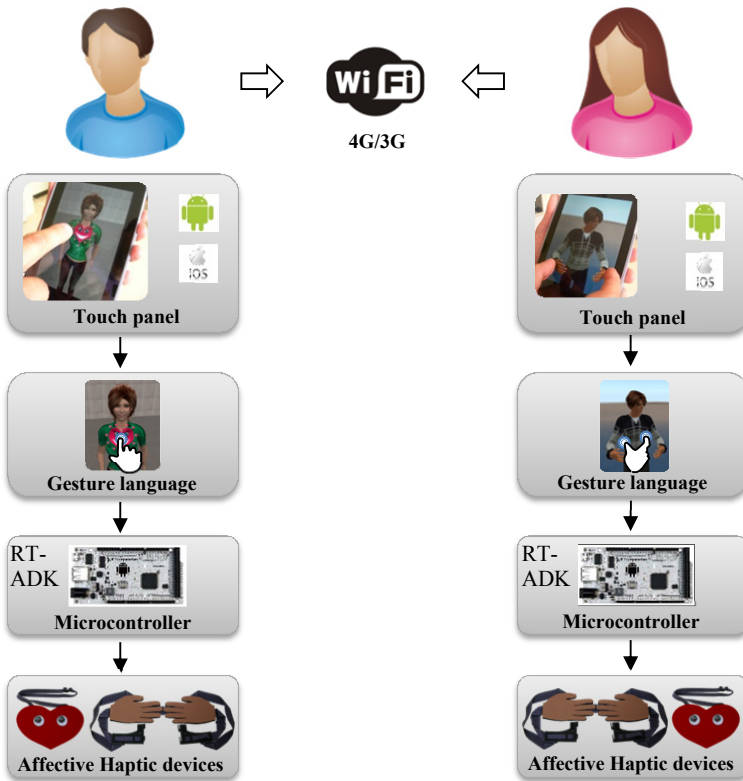 Wi Fi
4G/3G
iOS
Touch panel
Gesture language
RT-
ADK
Microcontroller
Affective Haptic devices
iOS
Touch panel
Gesture language
RT-
ADK
Microcontroller
Affective Haptic devices